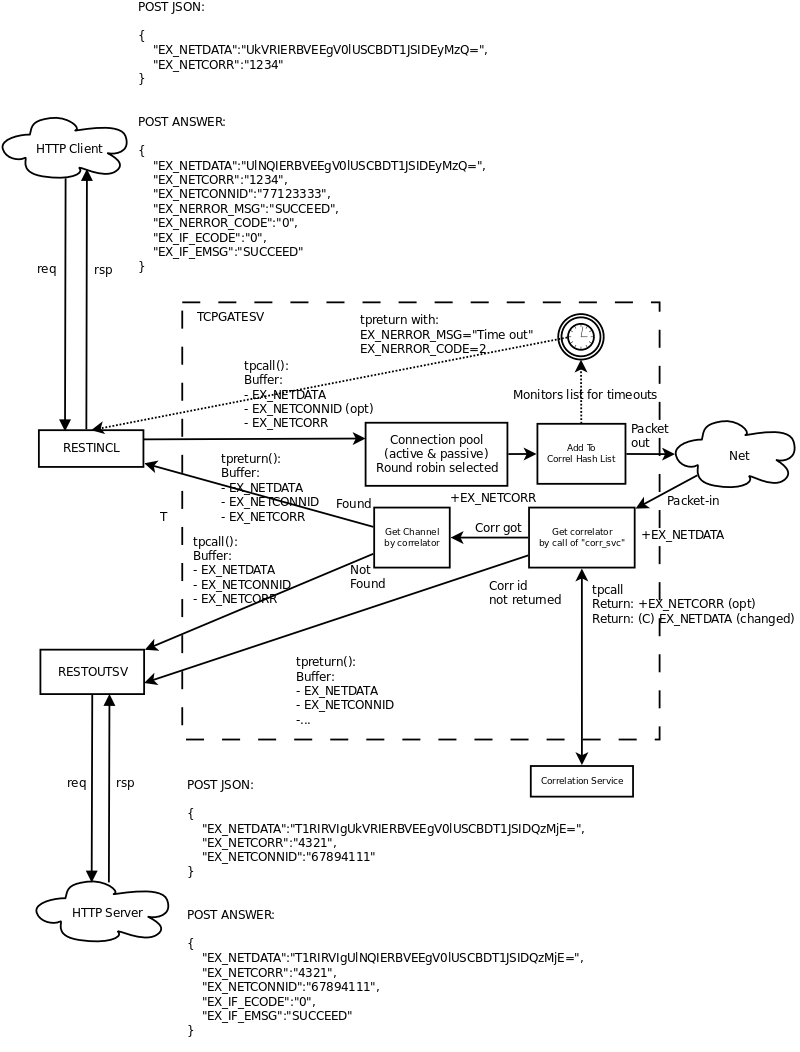 POST JSON:
{
"EX_NETDATA":"UkVRIERBVEEgV0lUSCBDT1JSIDEyMzQ=",
"EX_NETCORR":"1234"
}
POST ANSWER:
{
"EX_NETDATA":"UlNQIERBVEEgV0lUSCBDT1JSIDEyMzQ=",
"EX_NETCORR":"1234",
"EX_NETCONNID":"77123333",
"EX_NERROR_MSG":"SUCCEED",
"EX_NERROR_CODE":"0",
"EX_IF_ECODE":"0",
"EX_IF_EMSG":"SUCCEED"
}
HTTP Client
req
rsp
TCPGATESV
tpreturn with:
EX_NERROR_MSG="Time out"
EX_NERROR_CODE=2
tpcall():
Buffer:
- EX_NETDATA
- EX_NETCONNID (opt)
- EX_NETCORR
Monitors list for timeouts
RESTINCL
Connection pool
(active & passive)
Round robin selected
Add To
Correl Hash List
Packet
out
Net
tpreturn():
Buffer:
- EX_NETDATA
- EX_NETCONNID
- EX_NETCORR
Found
+EX_NETCORR
Packet-in
T
Get Channel
by correlator
Corr got
Get correlator
by call of "corr_svc"
+EX_NETDATA
tpcall():
Buffer:
- EX_NETDATA
- EX_NETCONNID
- EX_NETCORR
Not
Found
Corr id
not returned
tpcall
Return: +EX_NETCORR (opt)
Return: (C) EX_NETDATA (changed)
RESTOUTSV
tpreturn():
Buffer:
- EX_NETDATA
- EX_NETCONNID
-...
Correlation Service
req
rsp
POST JSON:
{
"EX_NETDATA":"T1RIRVIgUkVRIERBVEEgV0lUSCBDT1JSIDQzMjE=",
"EX_NETCORR":"4321",
"EX_NETCONNID":"67894111"
}
HTTP Server
POST ANSWER:
{
"EX_NETDATA":"T1RIRVIgUlNQIERBVEEgV0lUSCBDT1JSIDQzMjE=",
"EX_NETCORR":"4321",
"EX_NETCONNID":"67894111",
"EX_IF_ECODE":"0",
"EX_IF_EMSG":"SUCCEED"
}